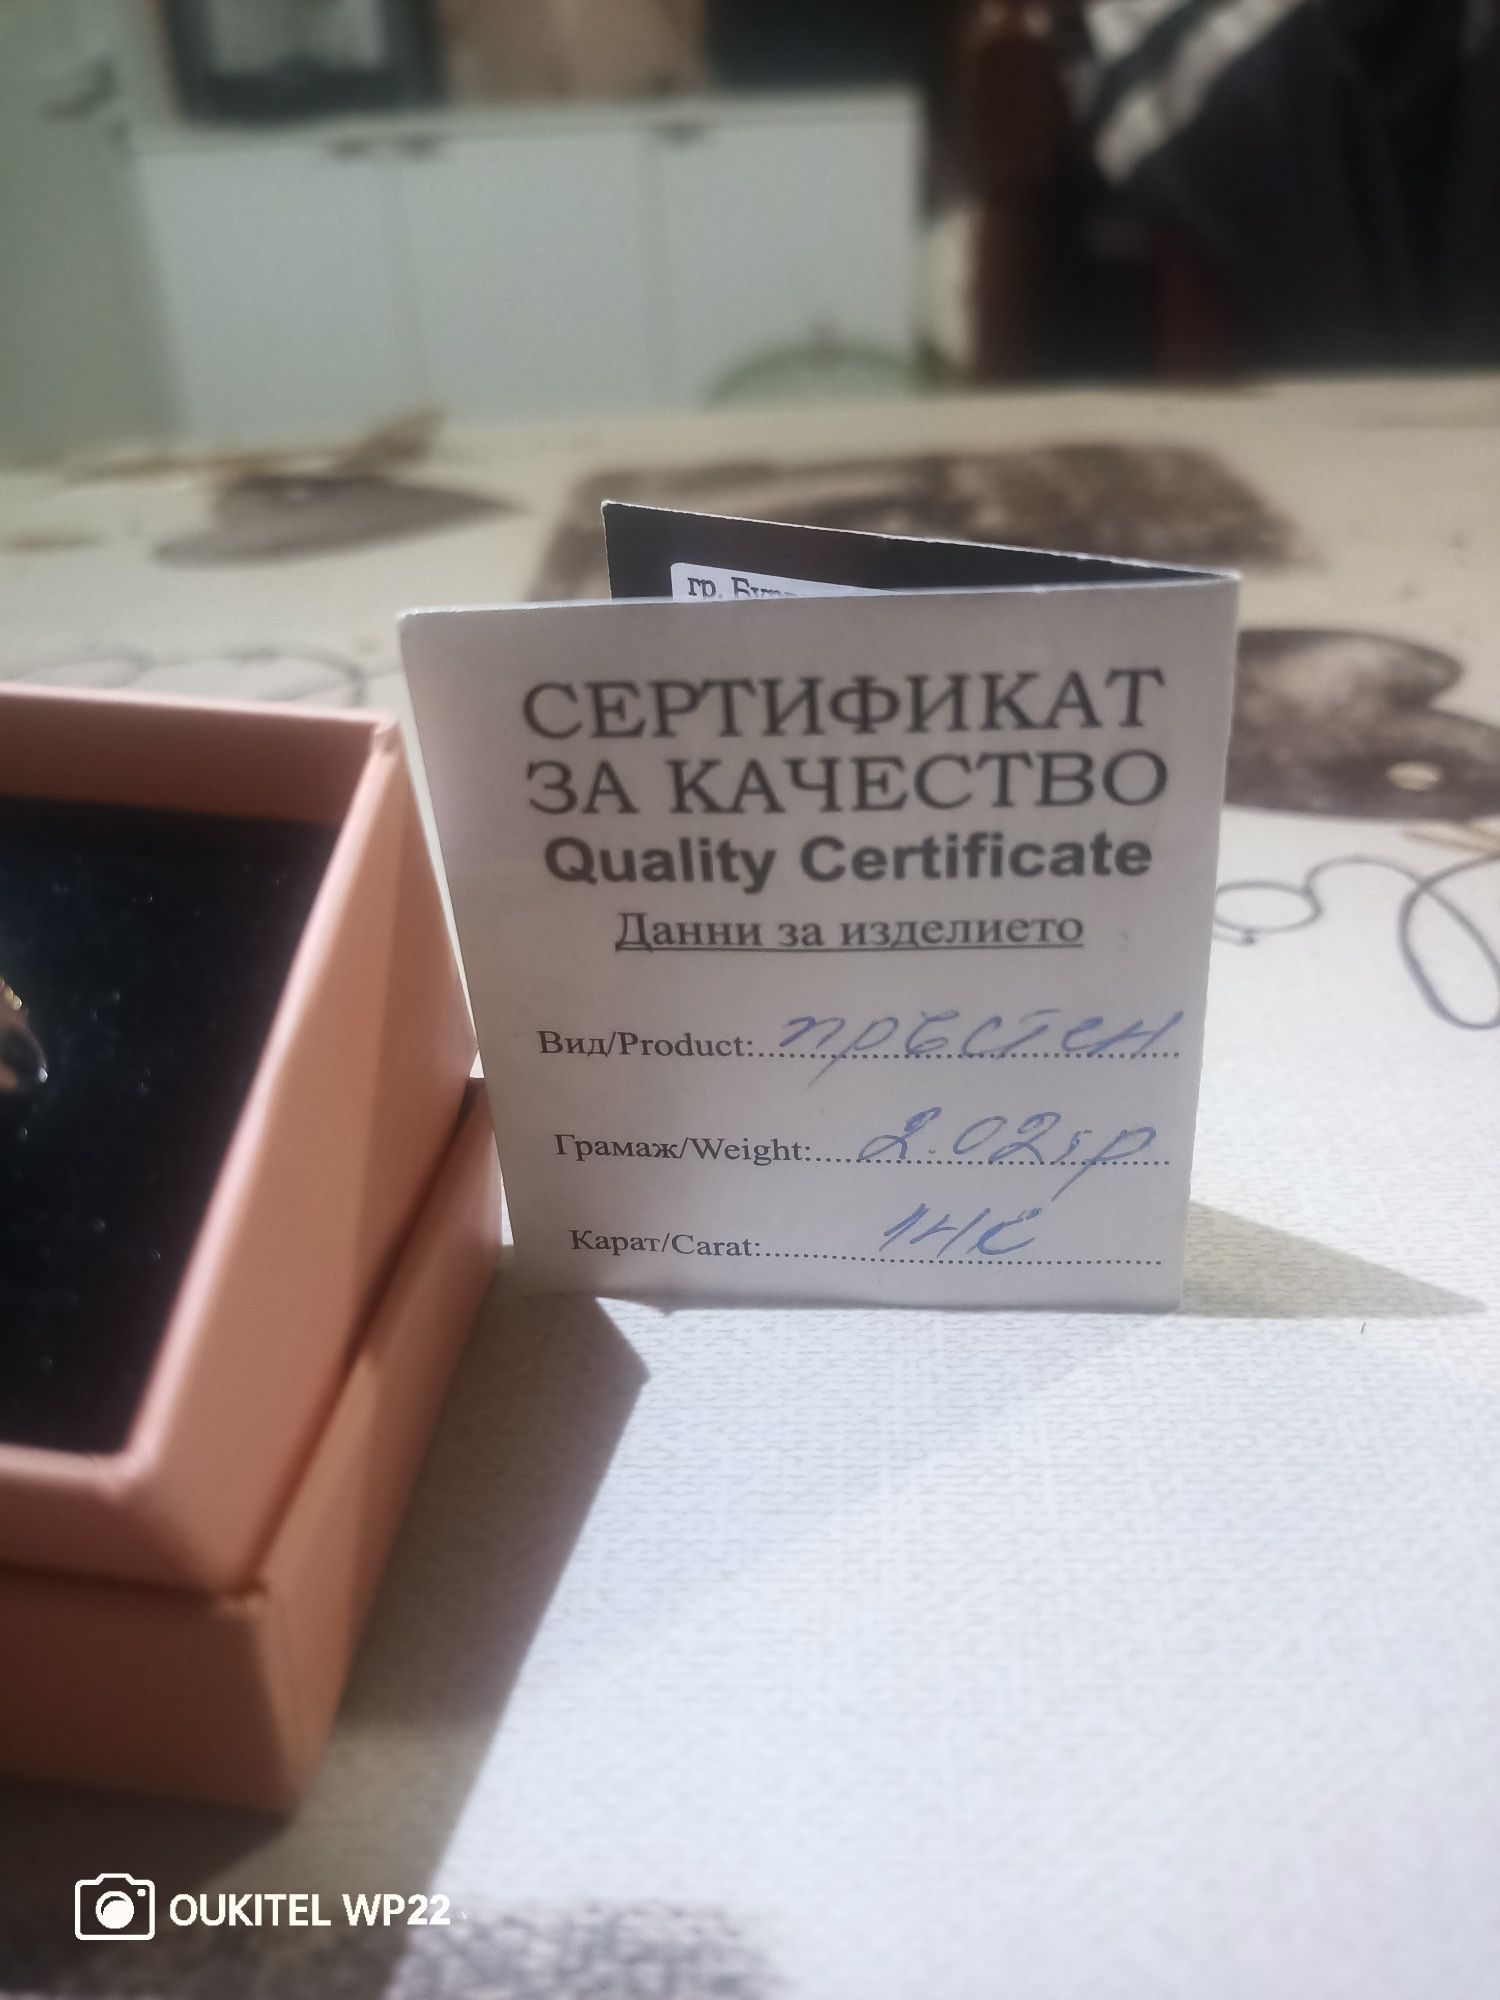 гр. Бур
СЕРТИФИКАТ
ЗА КАЧЕСТВО
Quality Certificate
Данни за изделието
Вид/Product: пръстен
Грамаж/Weight: 2.02гр
Карат/Carat: 14к
OUKITEL WP22